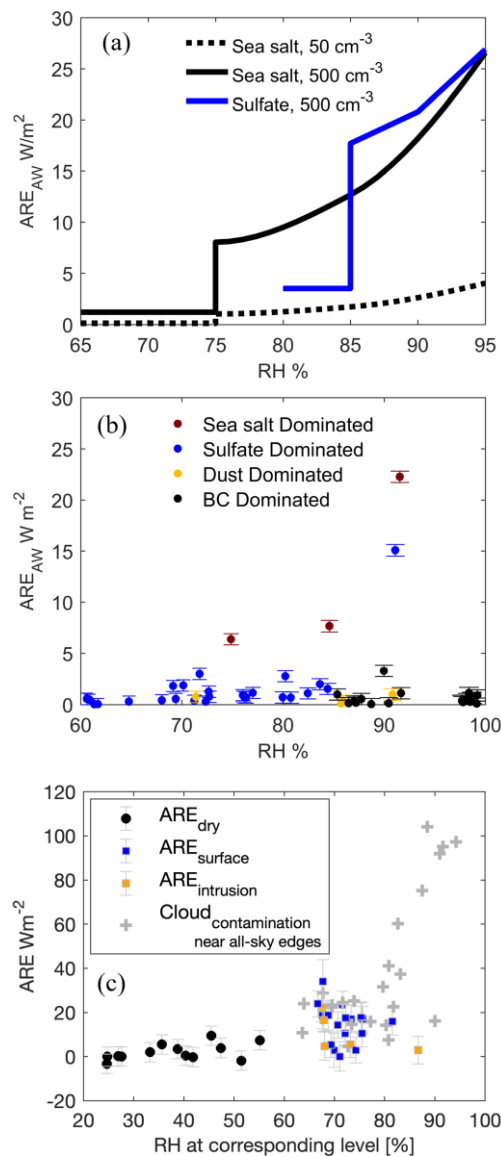 (a)
30
25
20
15
10
5
0
ARE_AW W/m²
Sea salt, 50 cm⁻³
Sea salt, 500 cm⁻³
Sulfate, 500 cm⁻³
65 70 75 80 85 90 95
RH %
(b)
30
25
20
15
10
5
0
ARE_AW W m⁻²
Sea salt Dominated
Sulfate Dominated
Dust Dominated
BC Dominated
60 70 80 90 100
RH %
120
100
80
60
40
20
0
-20
ARE Wm⁻²
ARE_dry
ARE_surface
ARE_intrusion
Cloud_contamination
near all-sky edges
(c)
20 30 40 50 60 70 80 90 100
RH at corresponding level [%]